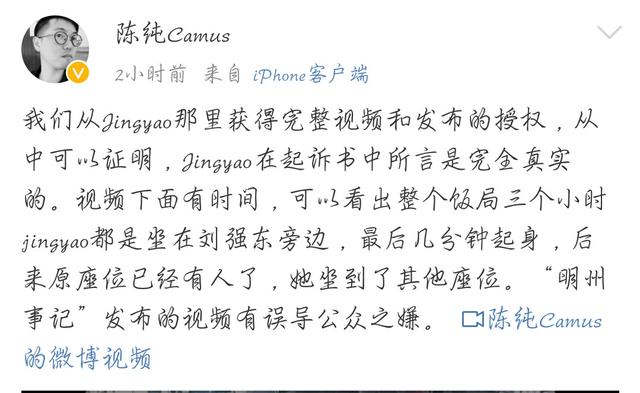 陈纯Camus
2小时前 来自 iPhone客户端
我们从Jingyao那里获得完整视频和发布的授权，从
中可以证明，Jingyao在起诉书中所言是完全真实
的。视频下面有时间，可以看出整个饭局三个小时
jingyao都是坐在刘强东旁边，最后几分钟起身，后
来原座位已经有人了，她坐到了其他座位。“明州
事记”发布的视频有误导公众之嫌。 陈纯Camus
的微博视频